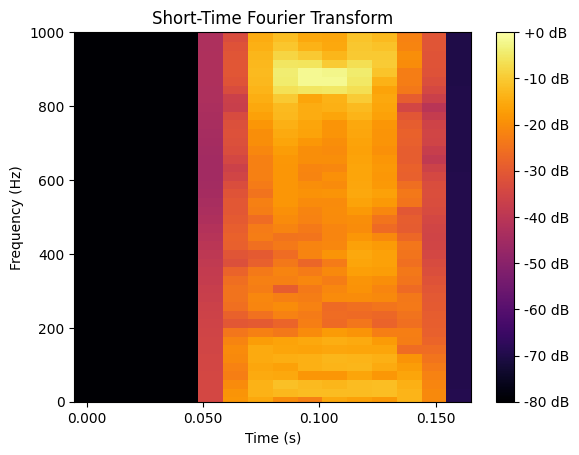 Short-Time Fourier Transform
1000
800
600
400
200
0
Frequency (Hz)
0.000
0.050
0.100
0.150
Time (s)
+0 dB
-10 dB
-20 dB
-30 dB
-40 dB
-50 dB
-60 dB
-70 dB
-80 dB